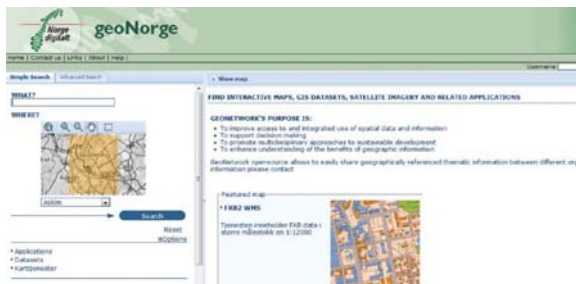 Norge
digitalt
geoNorge
Home | Contact us | Links | About | Help |
Username
Simple Search
Advanced Search
View map
WHAT?
FIND INTERACTIVE MAPS, GIS DATASETS, SATELLITE IMAGERY AND RELATED APPLICATIONS
WHERE?
GEONETWORK'S PURPOSE IS:
To improve access to and integrated use of spatial data and information
To support decision making
To promote multidisciplinary approaches to sustainable development
To enhance understanding of the benefits of geographic information
GeoNetwork opensource allows to easily share geographically referenced thematic information between different
information please contact
Featured map
FKB2 WMS
Tjenesten inneholder FKB data i
større målestokk en 1:12000
Search
Reset
Options
Applications
Datasets
Karttjenester